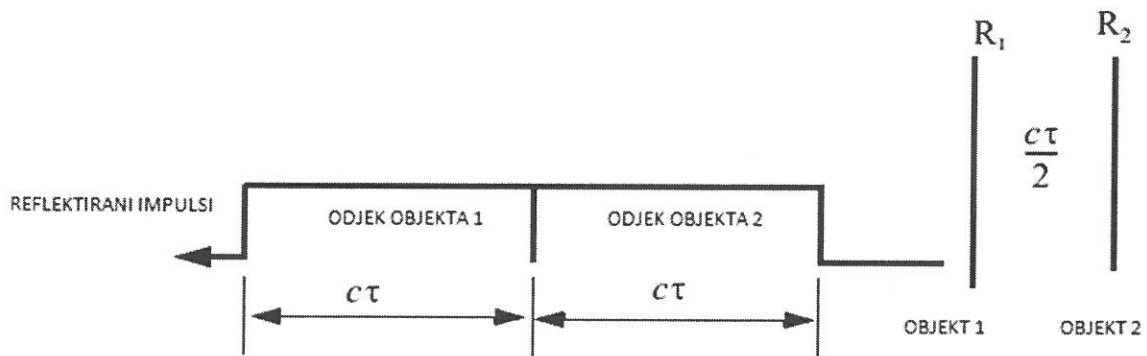 R₁
R₂
cτ/2
REFLEKTIRANI IMPULSI
ODJEK OBJEKTA 1
ODJEK OBJEKTA 2
cτ
cτ
OBJEKT 1
OBJEKT 2